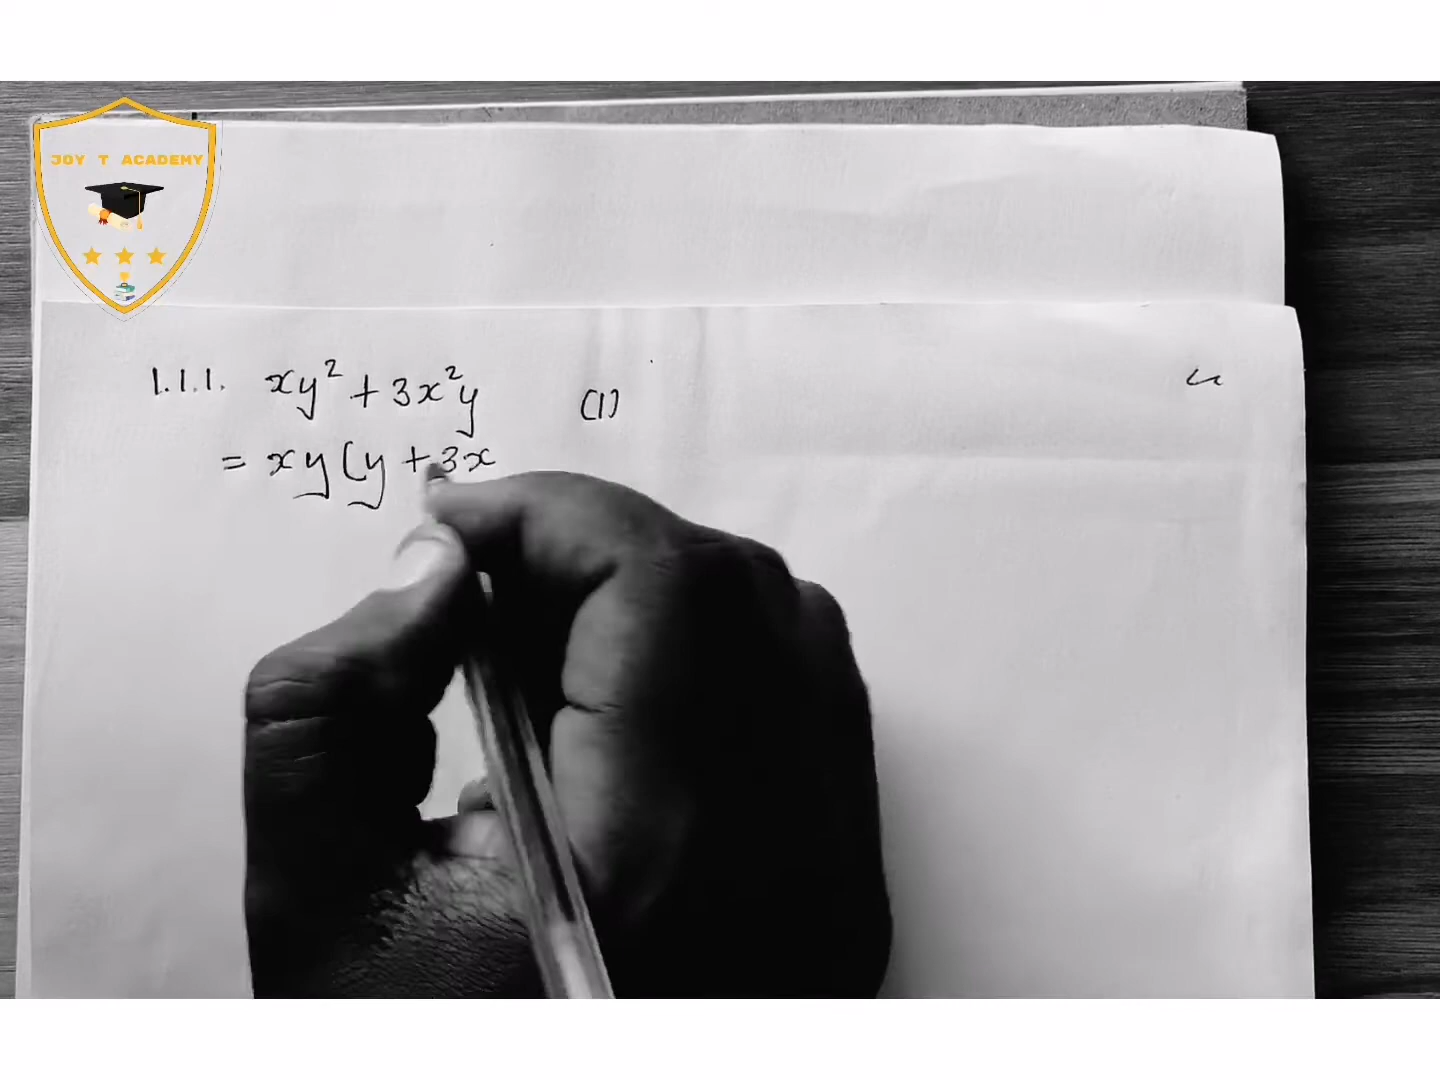 JOY T ACADEMY
1.1.1. xy² + 3x²y (1)
= xy(y + 3x